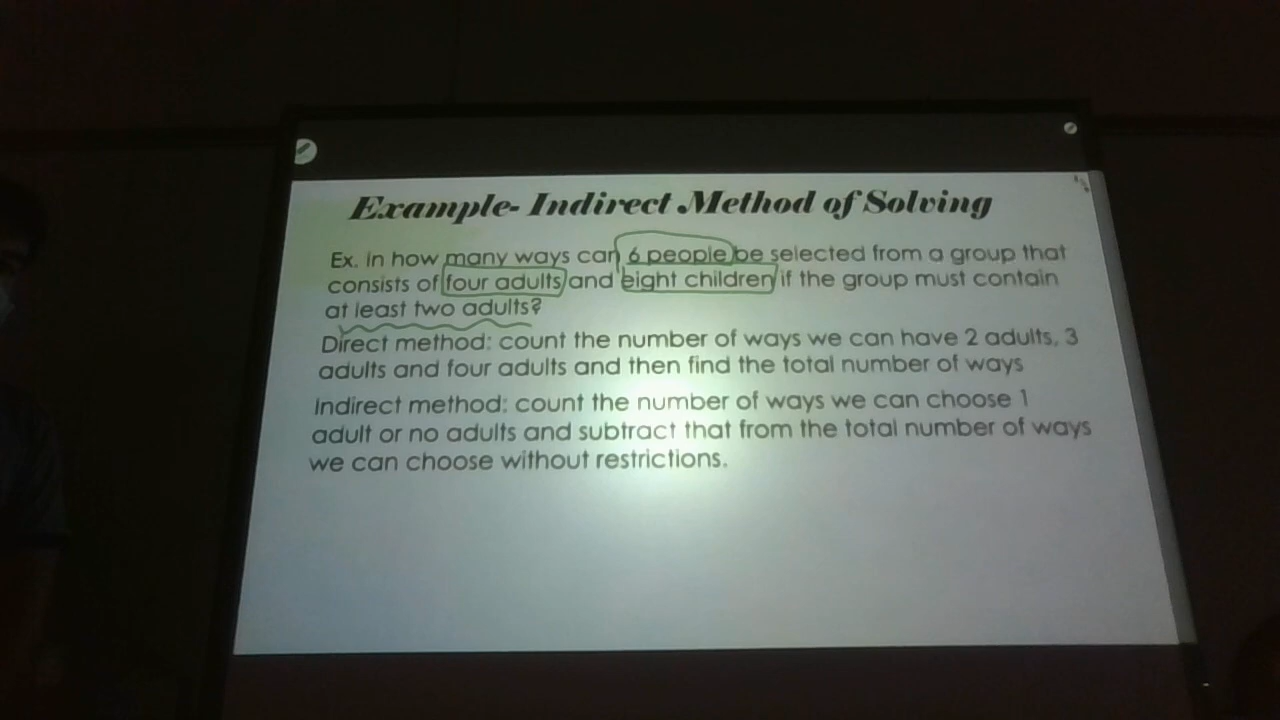 Example- Indirect Method of Solving
Ex. In how many ways can 6 people be selected from a group that
consists of four adults and eight children if the group must contain
at least two adults?
Direct method: count the number of ways we can have 2 adults, 3
adults and four adults and then find the total number of ways
Indirect method: count the number of ways we can choose 1
adult or no adults and subtract that from the total number of ways
we can choose without restrictions.